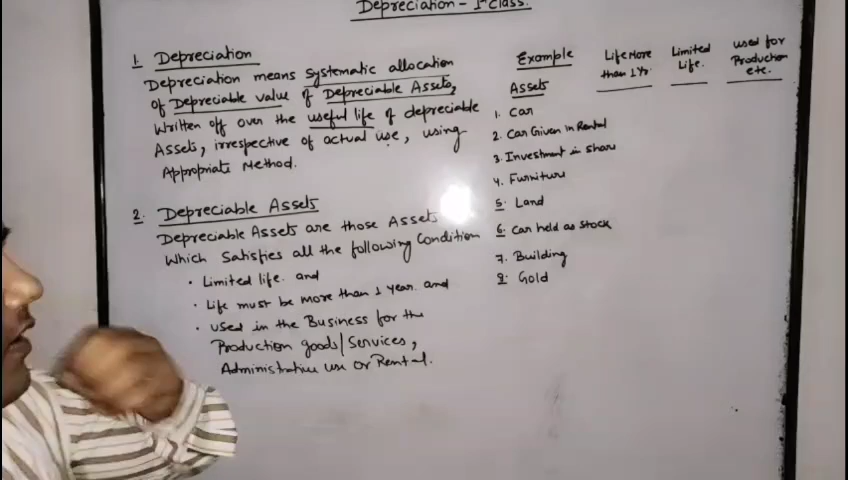 Depreciation - 1st Class.
1. Depreciation
Depreciation means systematic allocation
of Depreciable value of Depreciable Assets,
Written off over the useful life of depreciable
Assets, irrespective of actual use, using
Appropriate Method.
2. Depreciable Assets
Depreciable Assets are those Assets
Which Satisfies all the following Condition
• Limited life. and
• Life must be more than 1 year. and
• used in the Business for the
Production goods/Services,
Administrative use or Rental.
Example
Assets
Life More
than 1 Yr.
Limited
Life.
used for
Production
etc.
1. Car
2. Car Given in Rental
3. Investment in share
4. Furniture
5. Land
6. Car held as Stock
7. Building
8. Gold